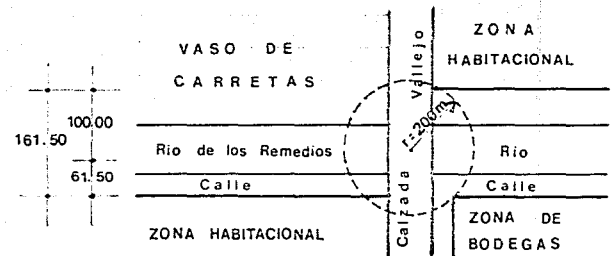 VASO DE
CARRETAS
Vallejo
ZONA
HABITACIONAL
100.00
161.50
61.50
r=200m
Rio de los Remedios
Rio
Calle
Calle
Calzada
ZONA HABITACIONAL
ZONA DE
BODEGAS